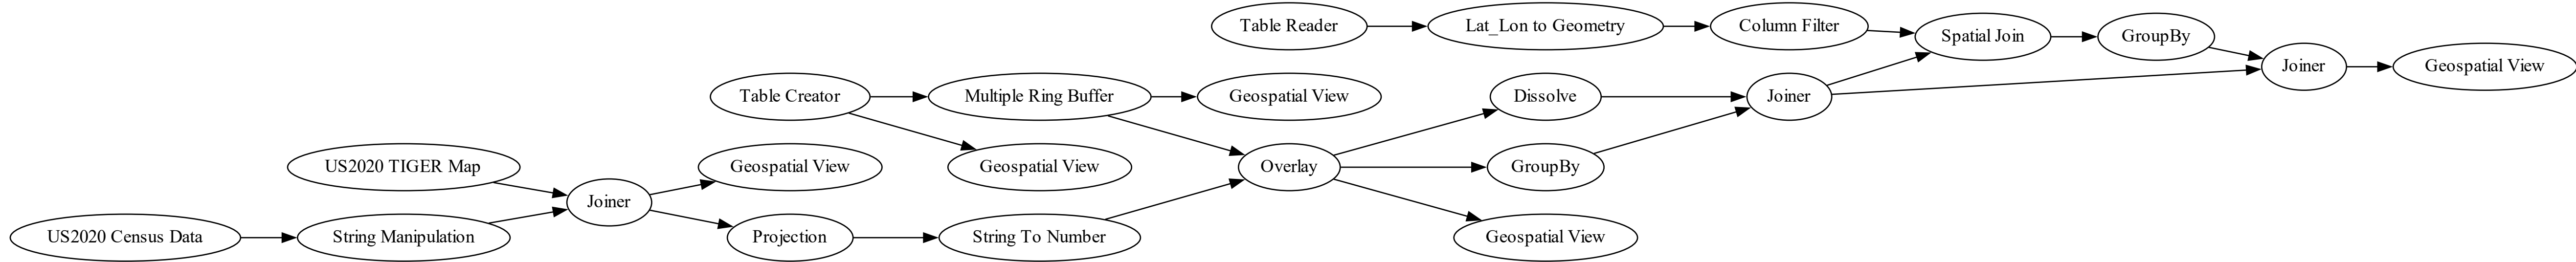 Table Reader
Lat_Lon to Geometry
Column Filter
Spatial Join
GroupBy
Joiner
Geospatial View
Table Creator
Multiple Ring Buffer
Geospatial View
Dissolve
Joiner
US2020 TIGER Map
Geospatial View
Geospatial View
Overlay
GroupBy
Joiner
US2020 Census Data
String Manipulation
Projection
String To Number
Geospatial View